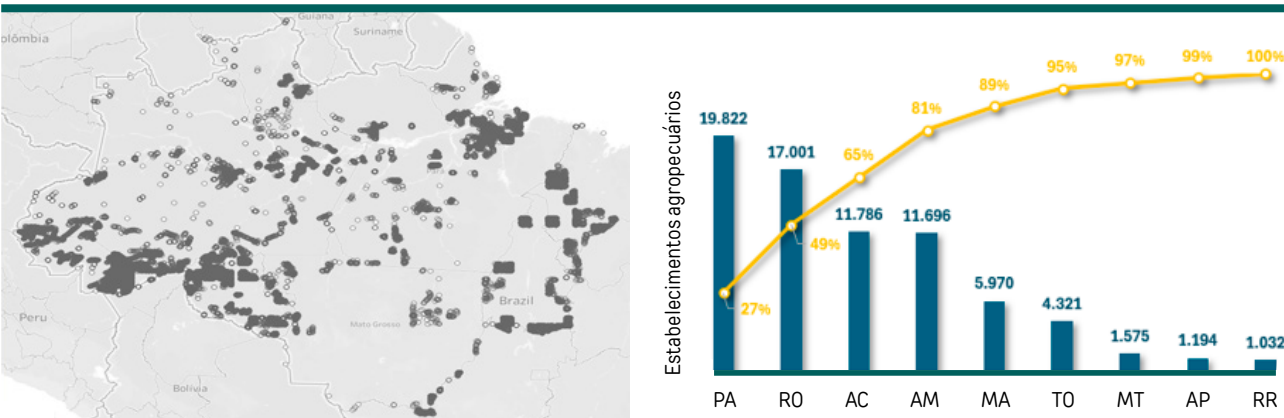 Guiana
Suriname
olômbia
Pará
Brazil
Mato Grosso
Peru
Bolivia
Estabelecimentos agropecuários
19.822
17.001
11.786
11.696
5.970
4.321
1.575
1.194
1.032
27%
49%
65%
81%
89%
95%
97%
99%
100%
PA RO AC AM MA TO MT AP RR